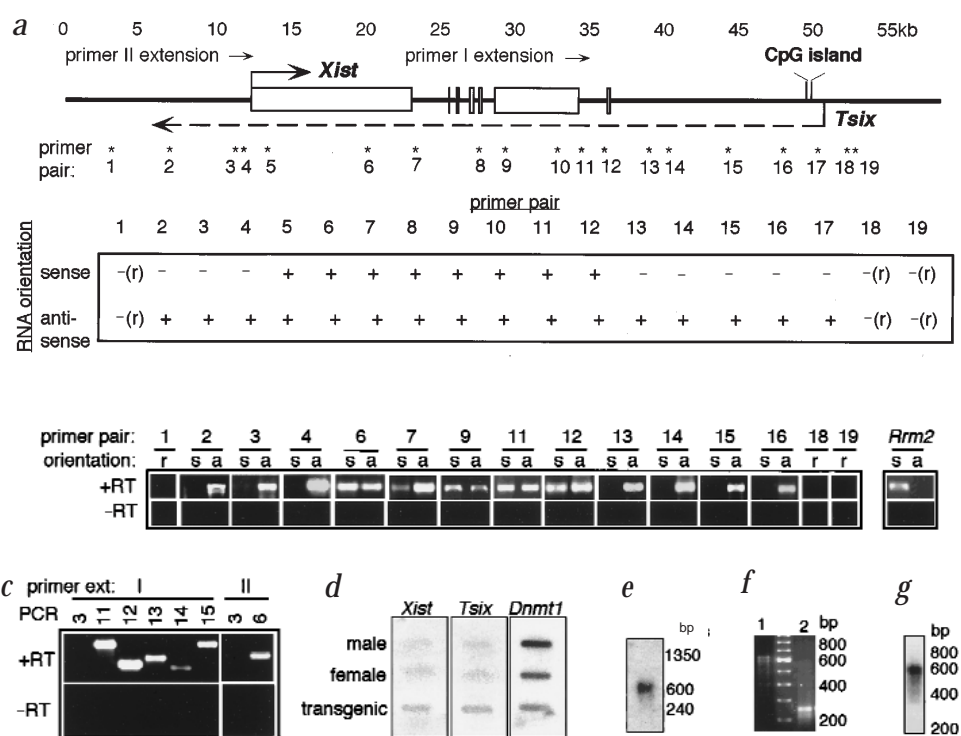 a 0 5 10 15 20 25 30 35 40 45 50 55kb
primer II extension → primer I extension → CpG island
Xist
Tsix
primer * * ** * * * * * * * * * * * * * **
pair: 1 2 3 4 5 6 7 8 9 10 11 12 13 14 15 16 17 18 19
primer pair
1 2 3 4 5 6 7 8 9 10 11 12 13 14 15 16 17 18 19
RNA orientation
sense -(r) - - - + + + + + + + + - - - - - -(r) -(r)
anti- -(r) + + + + + + + + + + + + + + + + -(r) -(r)
sense
primer pair: 1 2 3 4 6 7 9 11 12 13 14 15 16 18 19 Rrm2
orientation: r s a s a s a s a s a s a s a s a s a s a s a s a r r s a
+RT
-RT
c primer ext: I II
PCR 3 11 12 13 14 15 3 6
+RT
-RT
d
Xist Tsix Dnmt1
male
female
transgenic
e
bp
1350
600
240
f
1 2 bp
800
600
400
200
g
bp
800
600
400
200